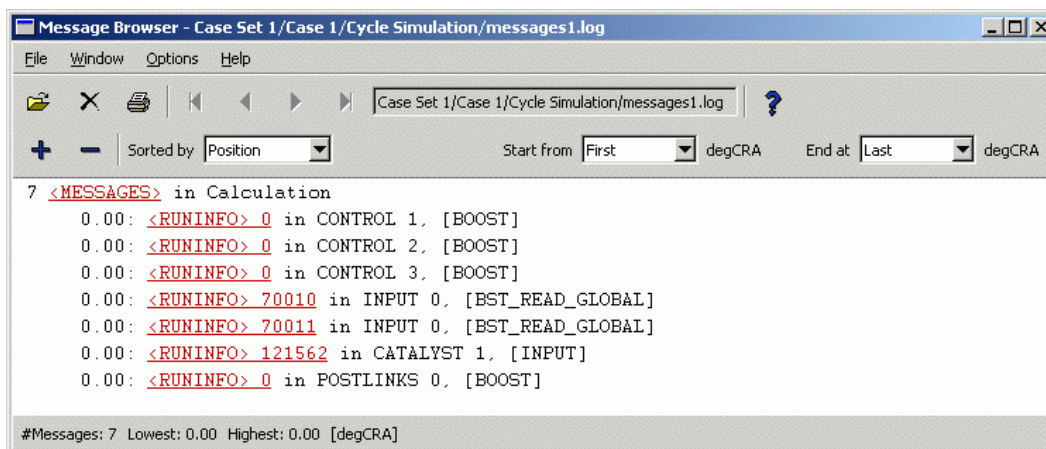 Message Browser - Case Set 1/Case 1/Cycle Simulation/messages1.log
File Window Options Help
Case Set 1/Case 1/Cycle Simulation/messages1.log
Sorted by Position Start from First degCRA End at Last degCRA
7 <MESSAGES> in Calculation
0.00: <RUNINFO> 0 in CONTROL 1, [BOOST]
0.00: <RUNINFO> 0 in CONTROL 2, [BOOST]
0.00: <RUNINFO> 0 in CONTROL 3, [BOOST]
0.00: <RUNINFO> 70010 in INPUT 0, [BST_READ_GLOBAL]
0.00: <RUNINFO> 70011 in INPUT 0, [BST_READ_GLOBAL]
0.00: <RUNINFO> 121562 in CATALYST 1, [INPUT]
0.00: <RUNINFO> 0 in POSTLINKS 0, [BOOST]
#Messages: 7 Lowest: 0.00 Highest: 0.00 [degCRA]